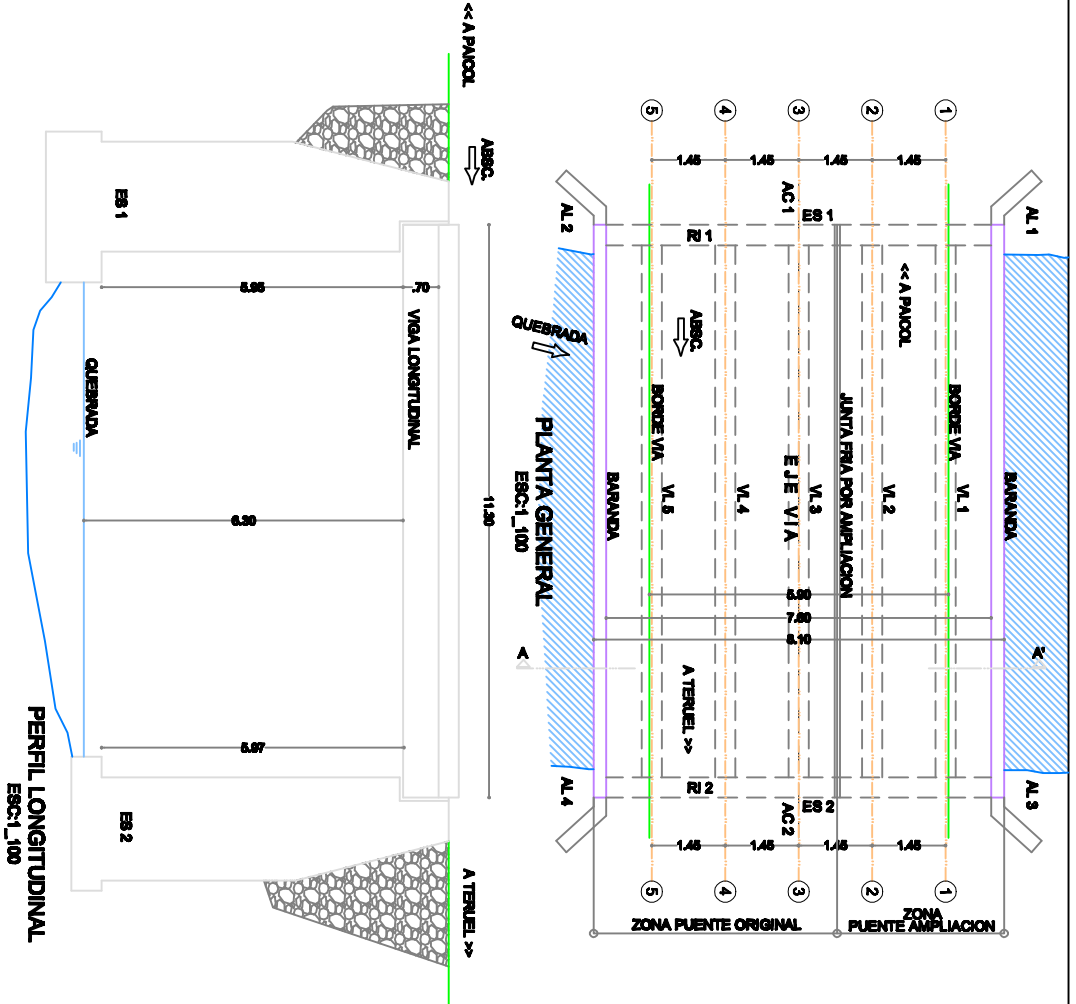 1
2
3
4
5
1.45
1.45
1.45
1.45
AL 1
AL 2
AC 1
ES 1
RI 1
<< A PAICOL
ABSC.
QUEBRADA
BORDE VIA
BORDE VIA
BARANDA
BARANDA
JUNTA FRIA POR AMPLIACION
EJE VIA
VL 1
VL 2
VL 3
VL 4
VL 5
5.90
7.60
8.10
A
A'
A TERUEL >>
RI 2
ES 2
AC 2
AL 3
AL 4
1.45
1.45
1.45
1.45
1
2
3
4
5
ZONA PUENTE ORIGINAL
ZONA
PUENTE AMPLIACION
PLANTA GENERAL
ESC:1_100
<< A PAICOL
ABSC.
A TERUEL >>
11.30
.70
VIGA LONGITUDINAL
5.95
6.30
5.97
ES 1
ES 2
QUEBRADA
PERFIL LONGITUDINAL
ESC:1_100